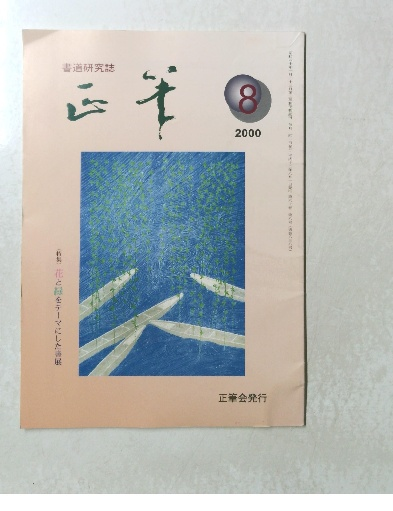 書道研究誌
正筆
8
2000
特集
花と緑をテーマにした書展
正筆会発行